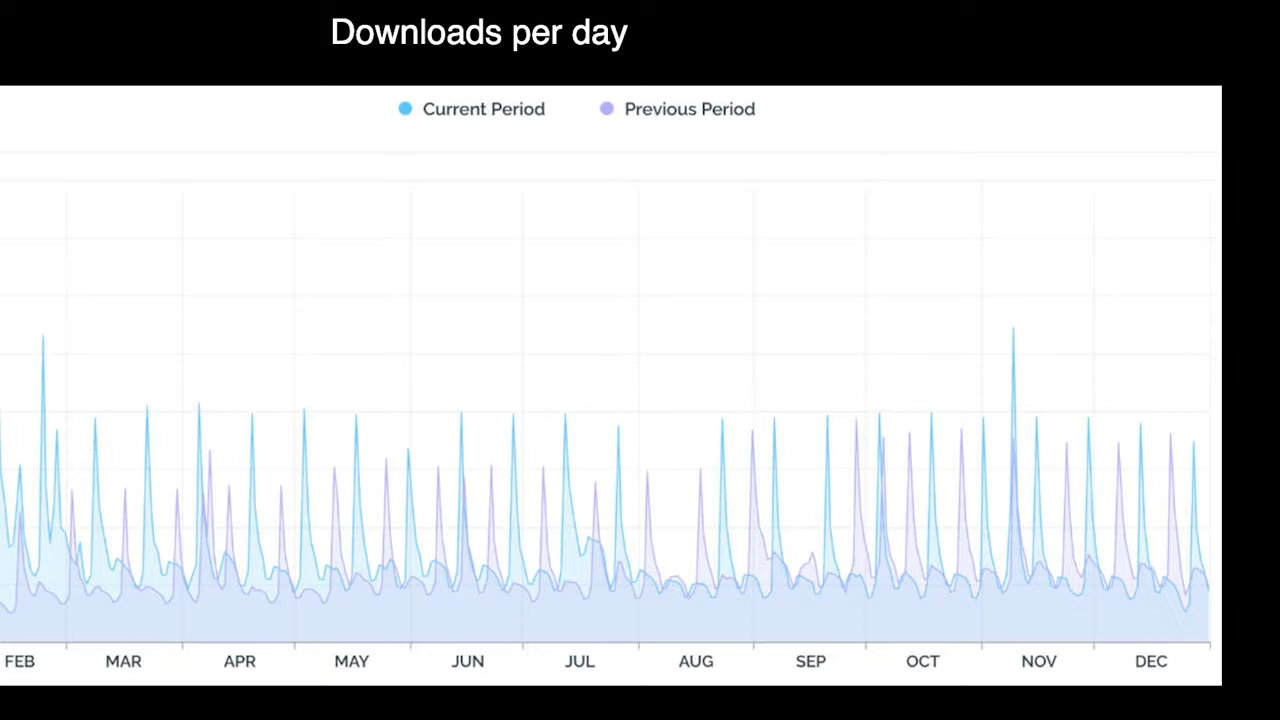 Downloads per day
Current Period Previous Period
FEB MAR APR MAY JUN JUL AUG SEP OCT NOV DEC